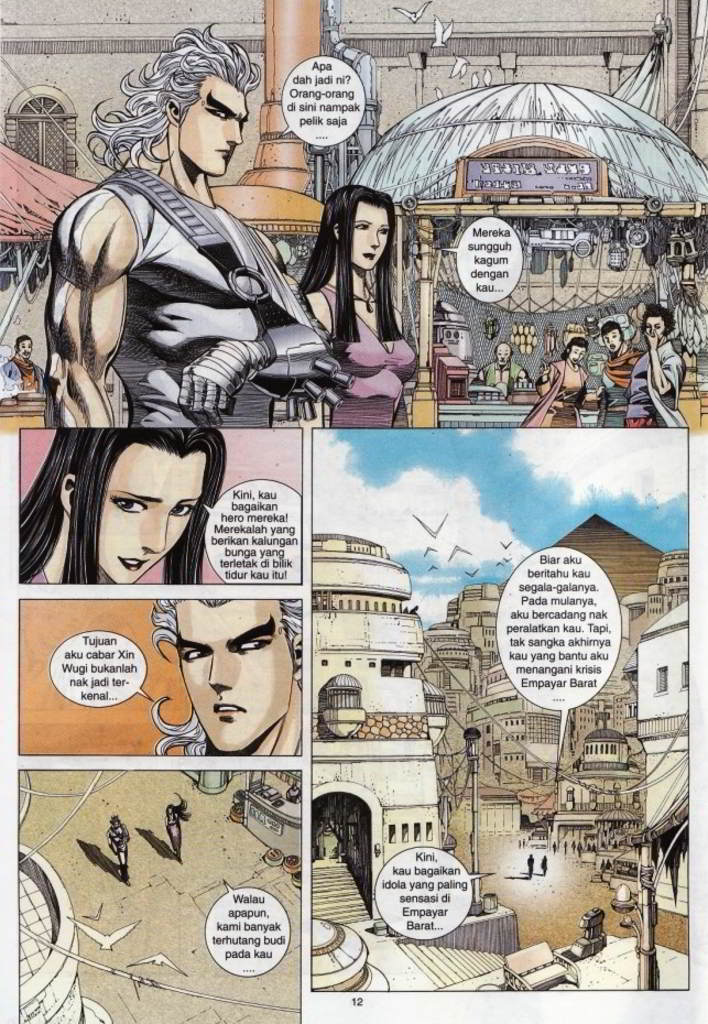 Apa
dah jadi ni?
Orang-orang
di sini nampak
pelik saja
....
Mereka
sungguh
kagum
dengan
kau...
Kini, kau
bagaikan
hero mereka!
Merekalah yang
berikan kalungan
bunga yang
terletak di bilik
tidur kau itu!
Tujuan
aku cabar Xin
Wugi bukanlah
nak jadi ter-
kenal...
Walau
apapun,
kami banyak
terhutang budi
pada kau
....
Biar aku
beritahu kau
segala-galanya.
Pada mulanya,
aku bercadang nak
peralatkan kau. Tapi,
tak sangka akhirnya
kau yang bantu aku
menangani krisis
Empayar Barat
....
Kini,
kau bagaikan
idola yang paling
sensasi di
Empayar
Barat...
12